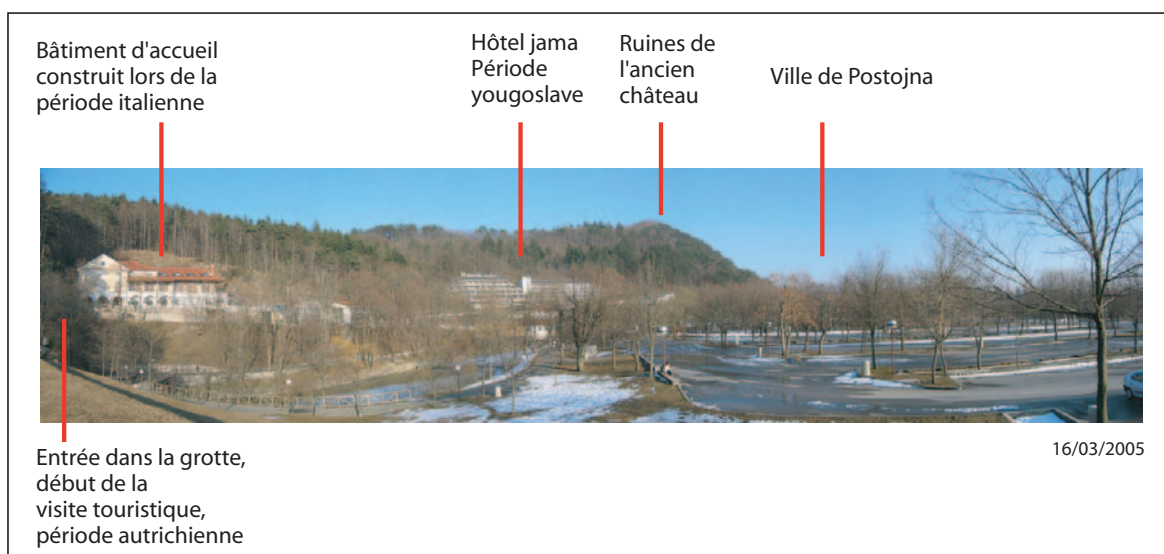 Bâtiment d'accueil
construit lors de la
période italienne
Hôtel jama
Période
yougoslave
Ruines de
l'ancien
château
Ville de Postojna
16/03/2005
Entrée dans la grotte,
début de la
visite touristique,
période autrichienne